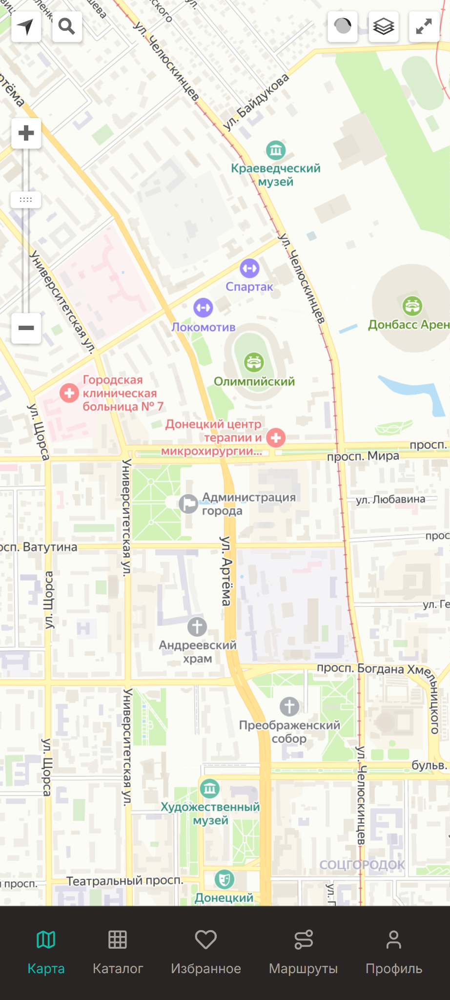 ул. Челюскинцев
ул. Байдукова
Краеведческий
музей
ул. Челюскинцев
Университетская ул.
Спартак
Локомотив
Донбасс Арен
Олимпийский
Городская
клиническая
больница № 7
ул. Щорса
Донецкий центр
терапии и
микрохирургии...
просп.
просп. Мира
Университетская ул.
Администрация
города
ул. Любавина
прос
осп. Ватутина
ул. Артёма
ул. Щорса
ул. Ге
Андреевский
храм
просп. Богдана Хмельницкого
Университетская ул.
Преображенский
собор
ул. Щорса
ул. Челюскинцев
бульв.
Художественный
музей
СОЦГОРОДОК
й просп.
Театральный просп.
Донецкий
Карта
Каталог
Избранное
Маршруты
Профиль